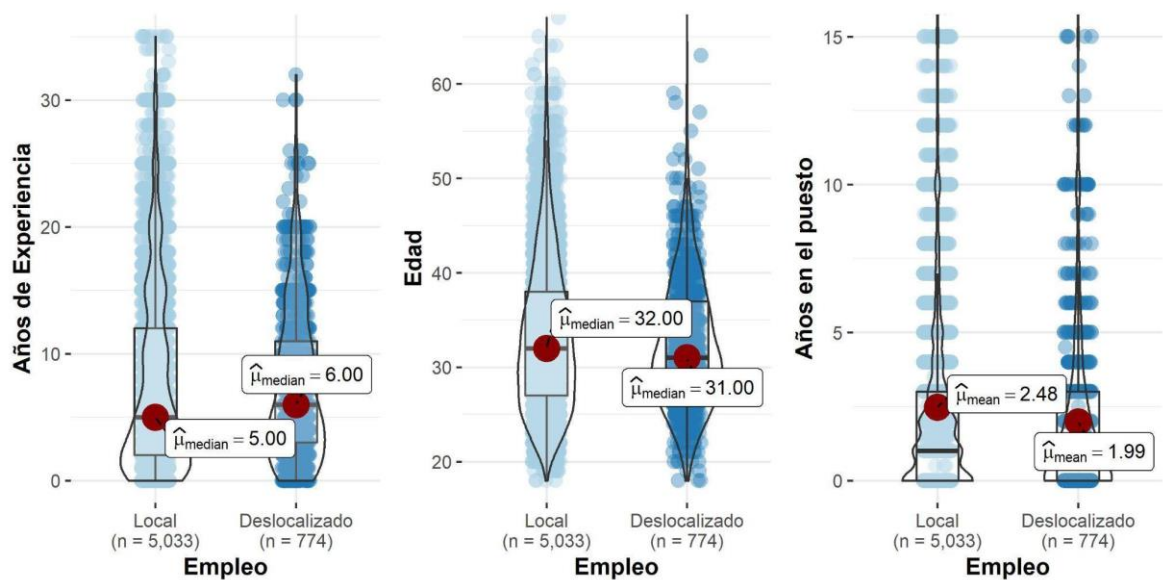 Años de Experiencia
30
20
10
0
μ̂median = 5.00
μ̂median = 6.00
Local
(n = 5,033)
Deslocalizado
(n = 774)
Empleo
Edad
60
50
40
30
20
μ̂median = 32.00
μ̂median = 31.00
Local
(n = 5,033)
Deslocalizado
(n = 774)
Empleo
Años en el puesto
15
10
5
0
μ̂mean = 2.48
μ̂mean = 1.99
Local
(n = 5,033)
Deslocalizado
(n = 774)
Empleo